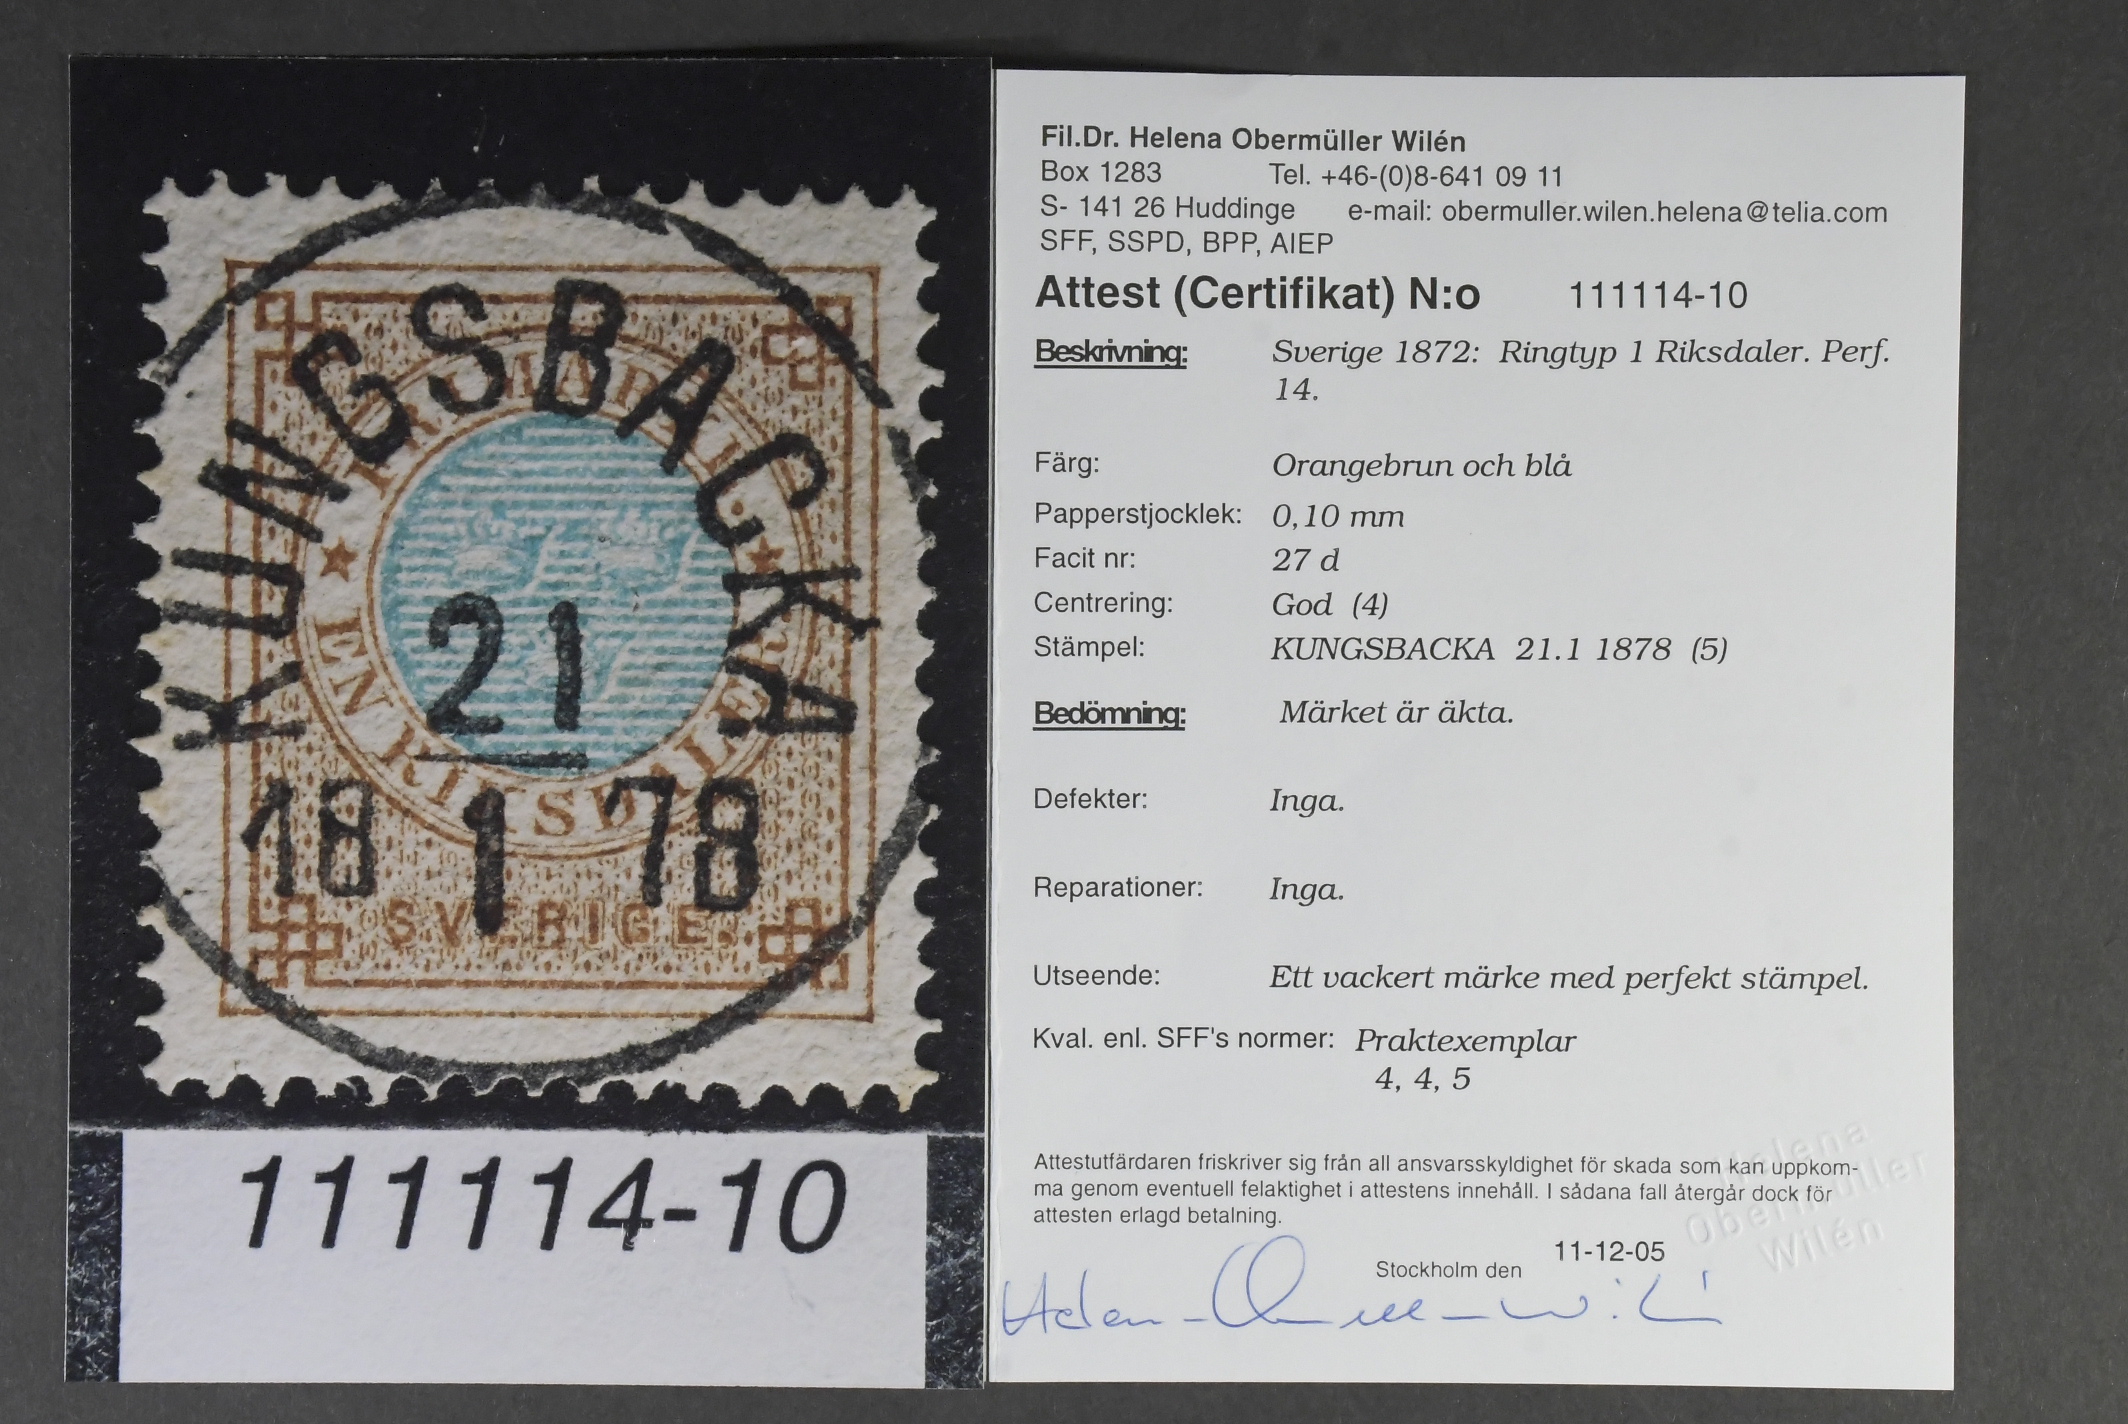 KUNGSBACKA
FRIMÄRKE
21
18 1 78
EN RIKSDALER
SVERIGE
111114-10
Fil.Dr. Helena Obermüller Wilén
Box 1283 Tel. +46-(0)8-641 09 11
S- 141 26 Huddinge e-mail: obermuller.wilen.helena@telia.com
SFF, SSPD, BPP, AIEP
Attest (Certifikat) N:o 111114-10
Beskrivning: Sverige 1872: Ringtyp 1 Riksdaler. Perf.
14.
Färg: Orangebrun och blå
Papperstjocklek: 0,10 mm
Facit nr: 27 d
Centrering: God (4)
Stämpel: KUNGSBACKA 21.1 1878 (5)
Bedömning: Märket är äkta.
Defekter: Inga.
Reparationer: Inga.
Utseende: Ett vackert märke med perfekt stämpel.
Kval. enl. SFF's normer: Praktexemplar
4, 4, 5
Attestutfärdaren friskriver sig från all ansvarsskyldighet för skada som kan uppkom-
ma genom eventuell felaktighet i attestens innehåll. I sådana fall återgår dock för
attesten erlagd betalning.
Helena
Obermüller
Wilén
Stockholm den 11-12-05